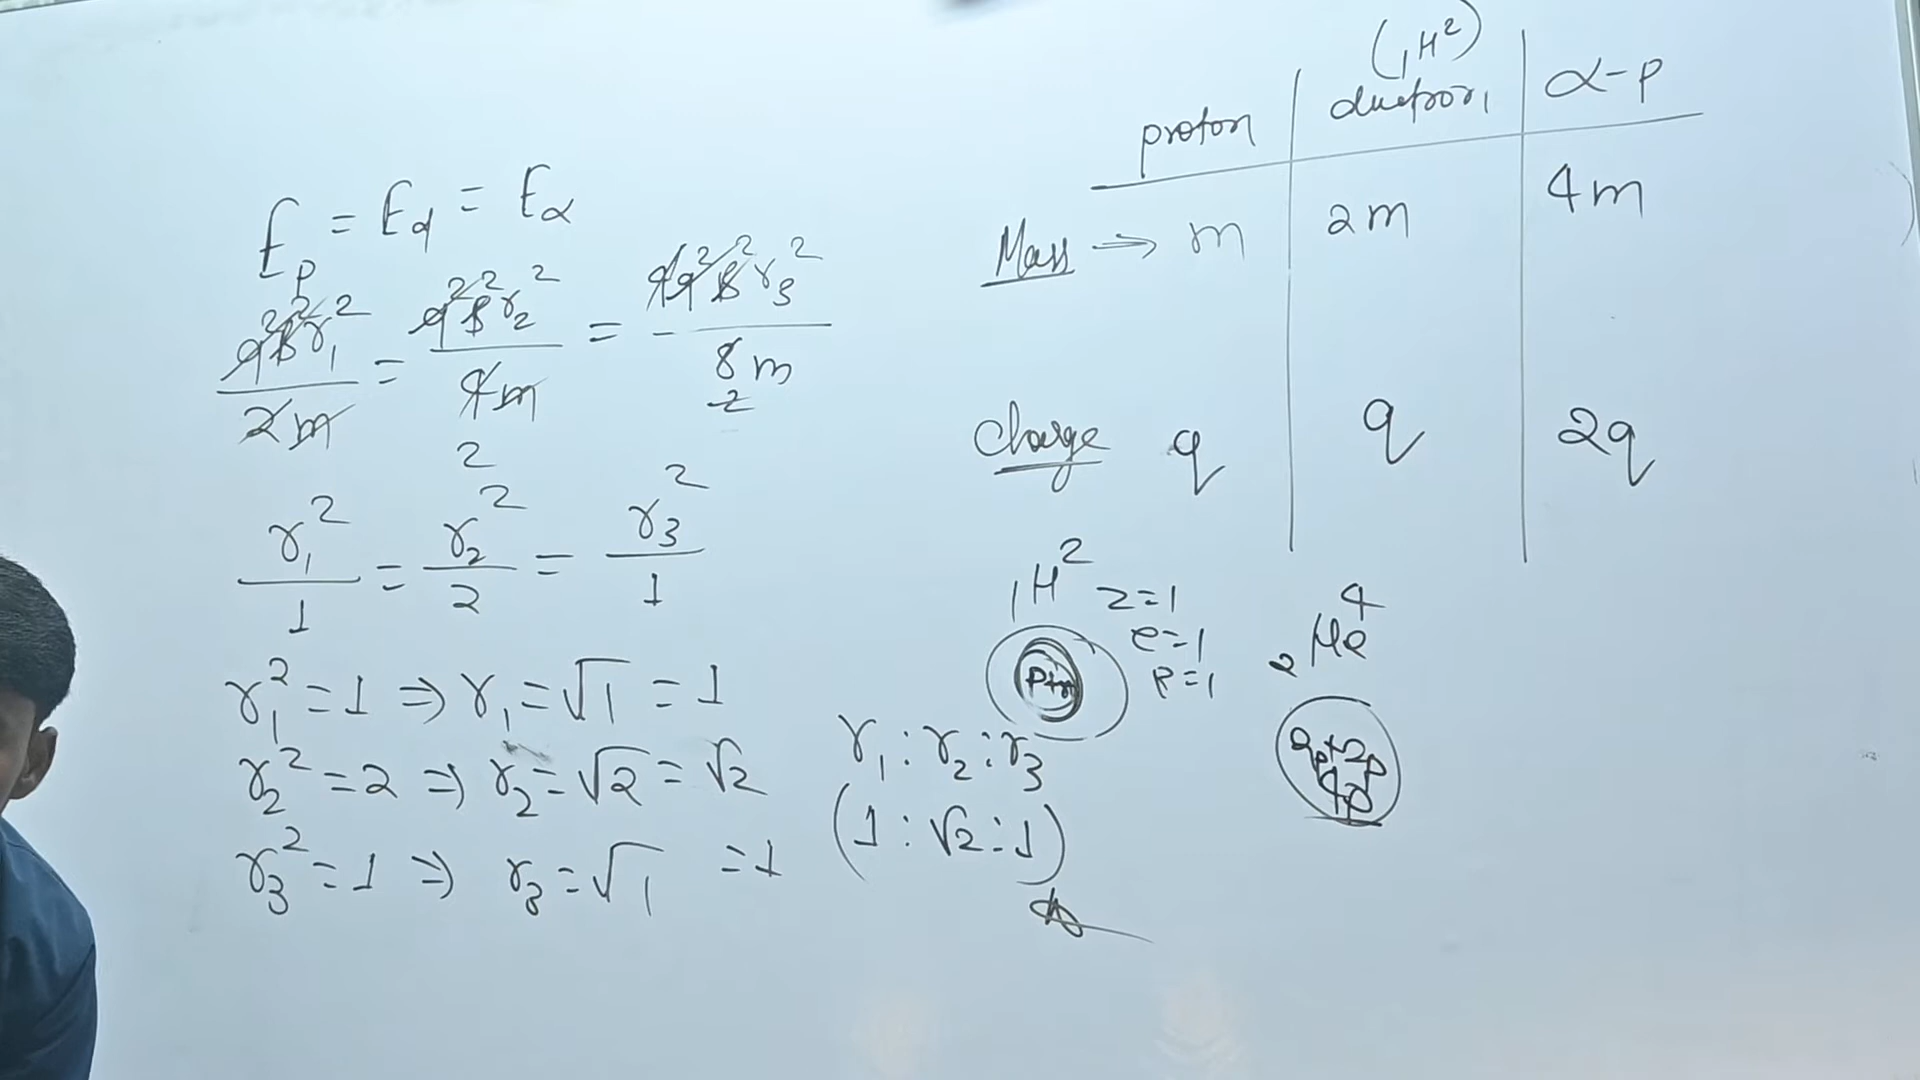 E_p = E_d = E_α
q²B²r₁²/2m = q²B²r₂²/4m = 4q²B²r₃²/8m
2
2
r₁²/1 = r₂²/2 = r₃²/1
r₁² = 1 ⇒ r₁ = √1 = 1
r₂² = 2 ⇒ r₂ = √2 = √2
r₃² = 1 ⇒ r₃ = √1 = 1
r₁ : r₂ : r₃
(1 : √2 : 1)
(₁H²)
proton
α-p
Mass → m 2m 4m
Charge q q 2q
₁H² Z=1
e=1
P=1
P+n
₂He⁴